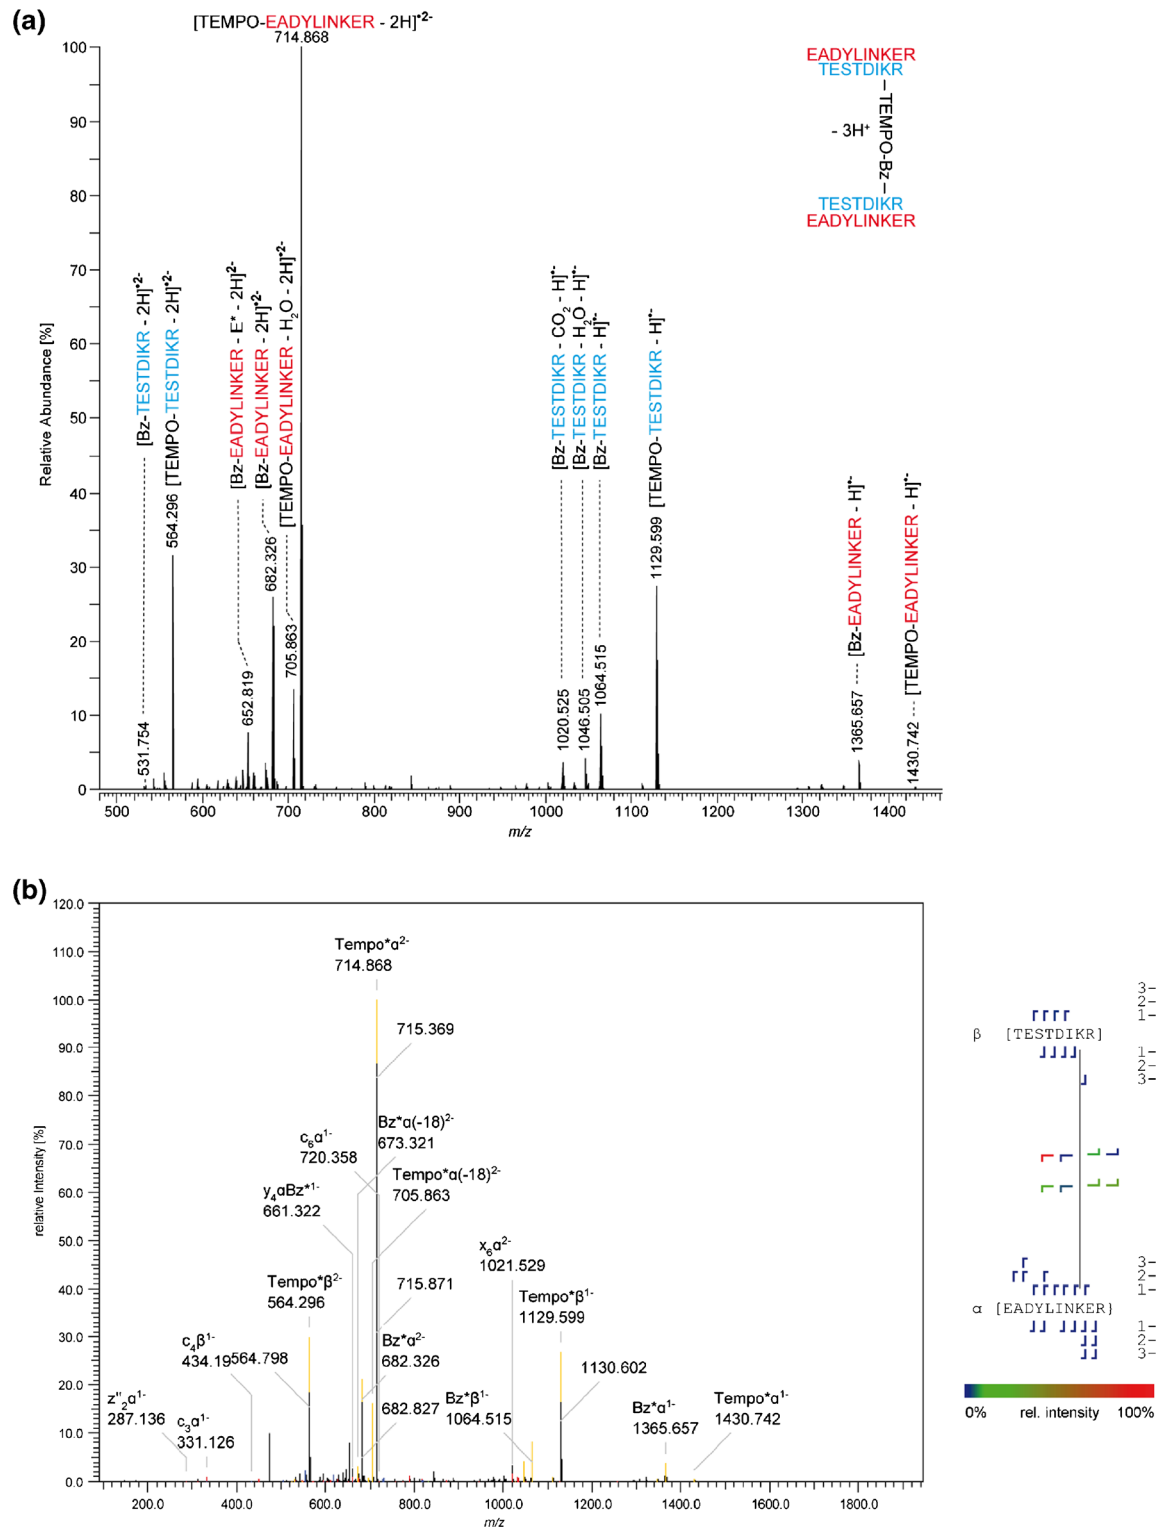 (a)
[TEMPO-EADYLINKER - 2H]•2-
714.868
EADYLINKER
TESTDIKR
—TEMPO-Bz—
- 3H+
TESTDIKR
EADYLINKER
Relative Abundance [%]
100
90
80
70
60
50
40
30
20
10
0
[Bz-TESTDIKR - 2H]•2-
531.754
564.296 [TEMPO-TESTDIKR - 2H]•2-
[Bz-EADYLINKER - E* - 2H]2-
652.819
[Bz-EADYLINKER - 2H]•2-
682.326
[TEMPO-EADYLINKER - H2O - 2H]•2-
705.863
[Bz-TESTDIKR - CO2 - H]•-
1020.525
[Bz-TESTDIKR - H2O - H]•-
1046.505
[Bz-TESTDIKR - H]•-
1064.515
1129.599 [TEMPO-TESTDIKR - H]•-
[Bz-EADYLINKER - H]•-
1365.657
[TEMPO-EADYLINKER - H]•-
1430.742
500 600 700 800 900 1000 1100 1200 1300 1400
m/z
(b)
relative Intensity [%]
120.0
110.0
100.0
90.0
80.0
70.0
60.0
50.0
40.0
30.0
20.0
10.0
0.0
Tempo*α2-
714.868
715.369
Bz*α(-18)2-
673.321
c6α1-
720.358
Tempo*α(-18)2-
705.863
y4αBz*1-
661.322
x6α2-
1021.529
Tempo*β2-
564.296
715.871
Tempo*β1-
1129.599
Bz*α2-
682.326
c4β1-
434.19
564.798
1130.602
682.827
Bz*β1-
1064.515
Bz*α1-
1365.657
Tempo*α1-
1430.742
z"2α1-
287.136
c3α1-
331.126
200.0 400.0 600.0 800.0 1000.0 1200.0 1400.0 1600.0 1800.0
m/z
3-
2-
1-
β [TESTDIKR]
1-
2-
3-
3-
2-
1-
α [EADYLINKER}
1-
2-
3-
0% rel. intensity 100%